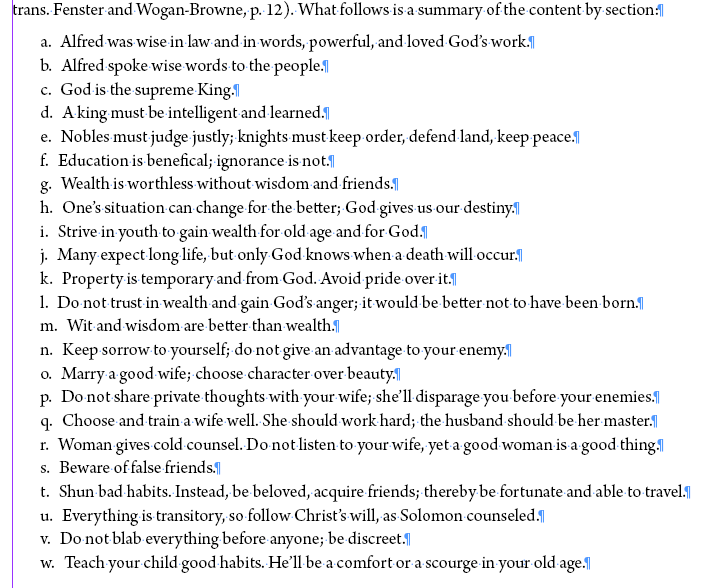 trans. Fenster and Wogan-Browne, p. 12). What follows is a summary of the content by section:¶
a. Alfred was wise in law and in words, powerful, and loved God’s work.¶
b. Alfred spoke wise words to the people.¶
c. God is the supreme King.¶
d. A king must be intelligent and learned.¶
e. Nobles must judge justly; knights must keep order, defend land, keep peace.¶
f. Education is benefical; ignorance is not.¶
g. Wealth is worthless without wisdom and friends.¶
h. One’s situation can change for the better; God gives us our destiny.¶
i. Strive in youth to gain wealth for old age and for God.¶
j. Many expect long life, but only God knows when a death will occur.¶
k. Property is temporary and from God. Avoid pride over it.¶
l. Do not trust in wealth and gain God’s anger; it would be better not to have been born.¶
m. Wit and wisdom are better than wealth.¶
n. Keep sorrow to yourself; do not give an advantage to your enemy.¶
o. Marry a good wife; choose character over beauty.¶
p. Do not share private thoughts with your wife; she’ll disparage you before your enemies.¶
q. Choose and train a wife well. She should work hard; the husband should be her master.¶
r. Woman gives cold counsel. Do not listen to your wife, yet a good woman is a good thing.¶
s. Beware of false friends.¶
t. Shun bad habits. Instead, be beloved, acquire friends; thereby be fortunate and able to travel.¶
u. Everything is transitory, so follow Christ’s will, as Solomon counseled.¶
v. Do not blab everything before anyone; be discreet.¶
w. Teach your child good habits. He’ll be a comfort or a scourge in your old age.¶